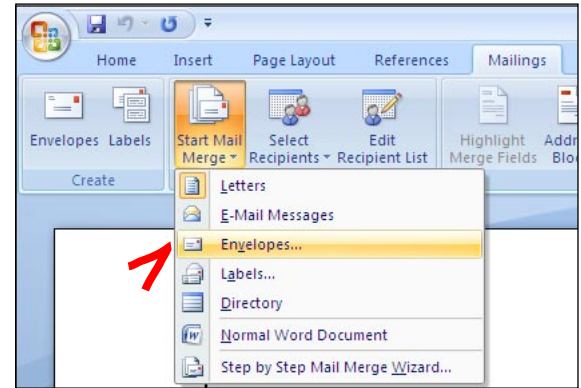 Home Insert Page Layout References Mailings
Envelopes Labels Start Mail Merge Select Recipients Edit Recipient List Highlight Merge Fields
Create
Letters
E-Mail Messages
Envelopes...
Labels...
Directory
Normal Word Document
Step by Step Mail Merge Wizard...